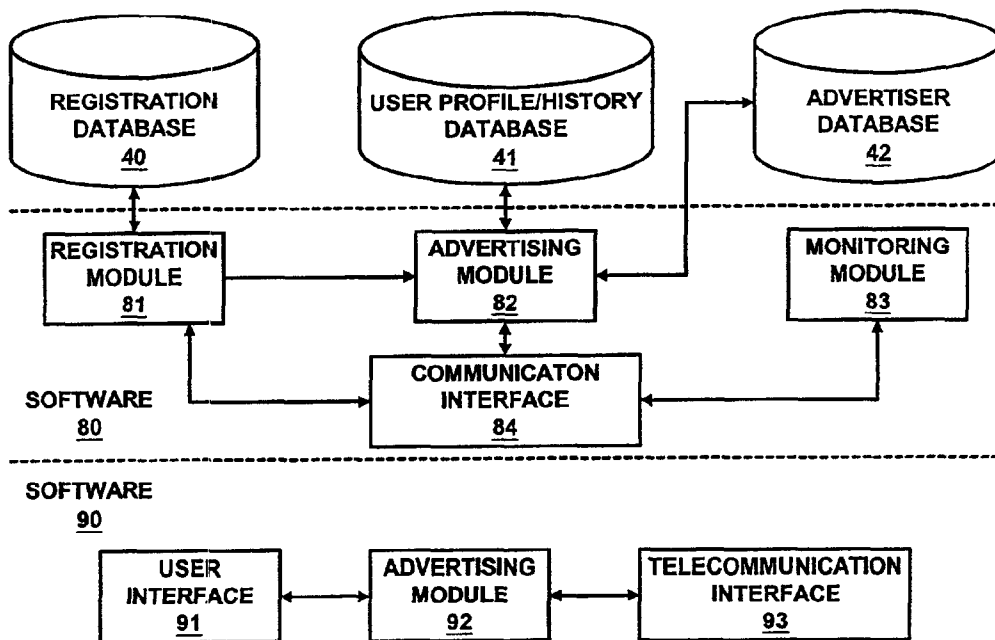 REGISTRATION
DATABASE
40
USER PROFILE/HISTORY
DATABASE
41
ADVERTISER
DATABASE
42
REGISTRATION
MODULE
81
ADVERTISING
MODULE
82
MONITORING
MODULE
83
COMMUNICATON
INTERFACE
84
SOFTWARE
80
SOFTWARE
90
USER
INTERFACE
91
ADVERTISING
MODULE
92
TELECOMMUNICATION
INTERFACE
93